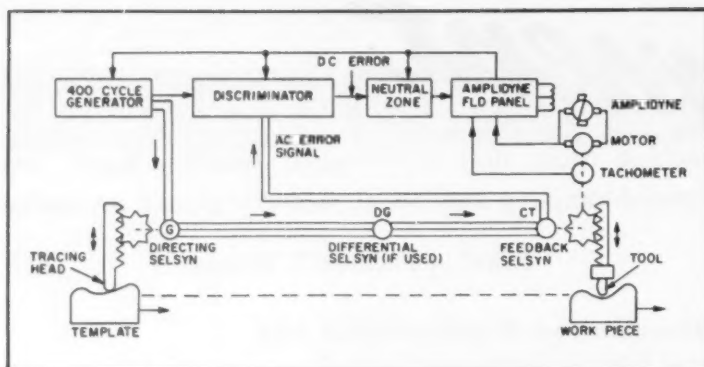 400 CYCLE
GENERATOR
DISCRIMINATOR
DC ERROR
NEUTRAL
ZONE
AMPLIDYNE
FLD PANEL
AMPLIDYNE
MOTOR
TACHOMETER
AC ERROR
SIGNAL
TRACING
HEAD
G
DIRECTING
SELSYN
DG
DIFFERENTIAL
SELSYN (IF USED)
CT
FEEDBACK
SELSYN
TOOL
TEMPLATE
WORK PIECE